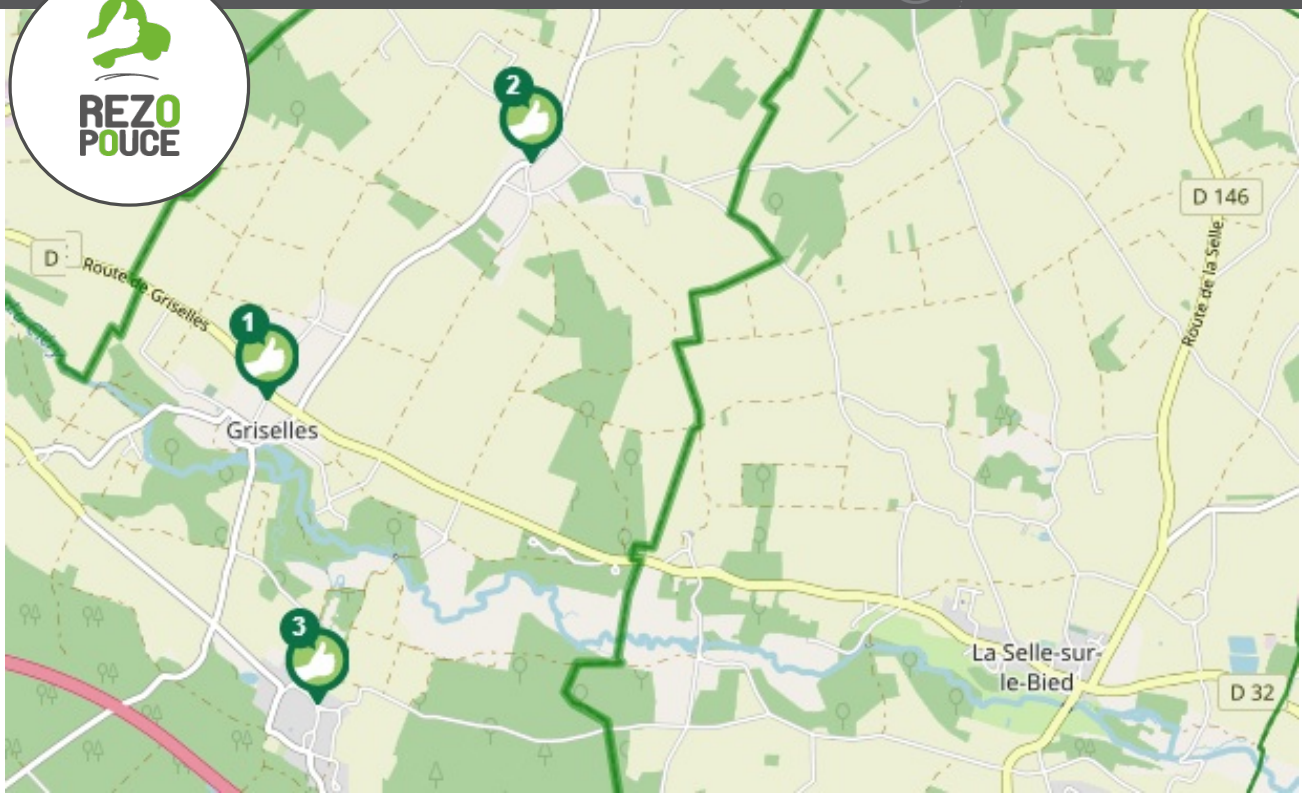 REZO
POUCE
2
D 146
Route de la Selle
D
Route de Griselles
1
Griselles
3
La Selle-sur-
le-Bied
D 32